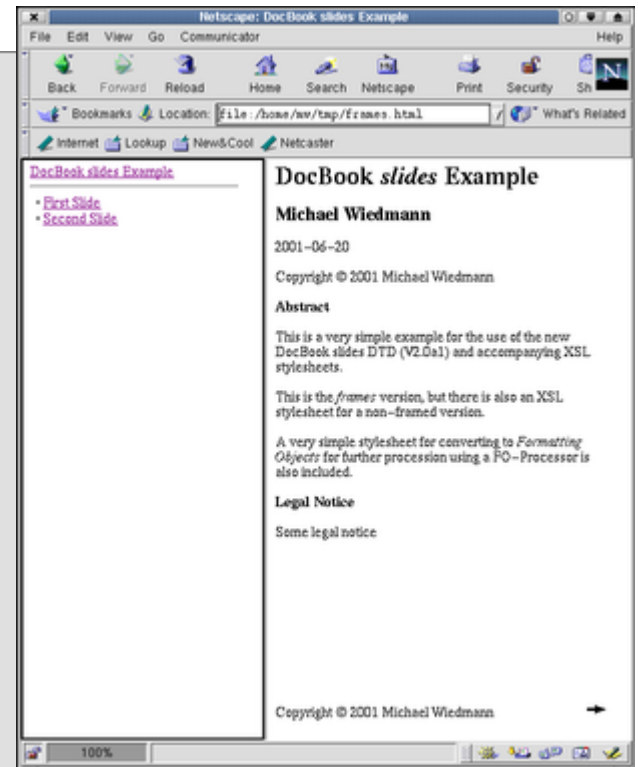 Netscape: DocBook slides Example
File Edit View Go Communicator Help
Back Forward Reload Home Search Netscape Print Security Sh
N
Bookmarks Location: file:/home/mw/tmp/frames.html What's Related
Internet Lookup New&Cool Netcaster
DocBook slides Example
First Slide
Second Slide
DocBook slides Example
Michael Wiedmann
2001-06-20
Copyright © 2001 Michael Wiedmann
Abstract
This is a very simple example for the use of the new
DocBook slides DTD (V2.0a1) and accompanying XSL
stylesheets.
This is the frames version, but there is also an XSL
stylesheet for a non-framed version.
A very simple stylesheet for converting to Formatting
Objects for further procession using a FO-Processor is
also included.
Legal Notice
Some legal notice
Copyright © 2001 Michael Wiedmann
100%